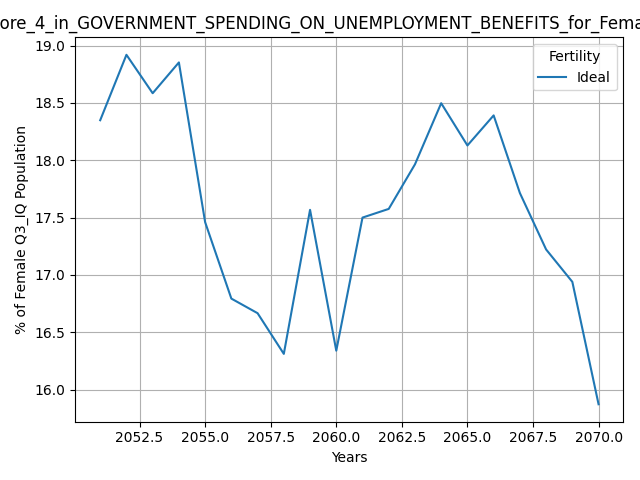 ore_4_in_GOVERNMENT_SPENDING_ON_UNEMPLOYMENT_BENEFITS_for_Fema
Fertility
Ideal
% of Female Q3_IQ Population
19.0
18.5
18.0
17.5
17.0
16.5
16.0
2052.5 2055.0 2057.5 2060.0 2062.5 2065.0 2067.5 2070.0
Years